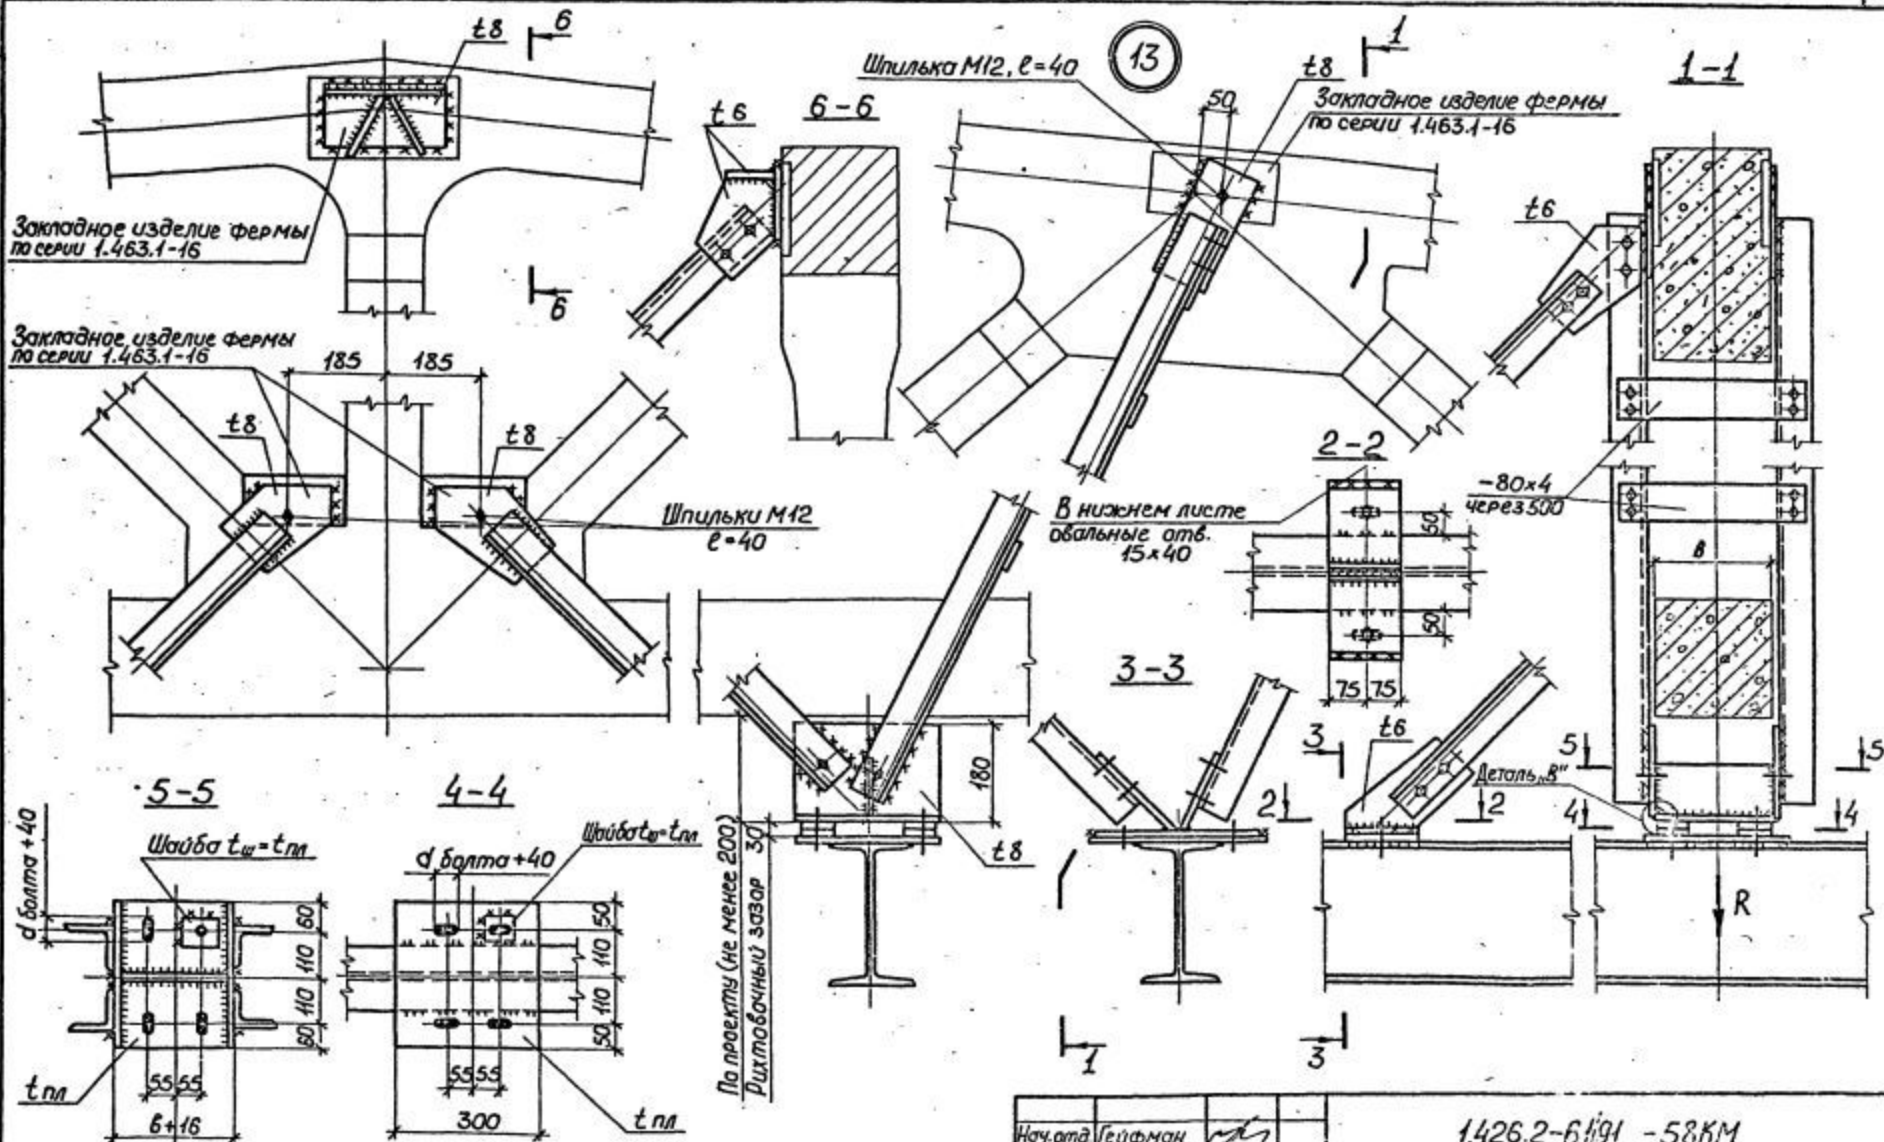 t8
6
Закладное изделие фермы
по серии 1.463.1-16
6
t6
6-6
Шпилька М12, ℓ=40
13
1
50
t8
Закладное изделие фермы
по серии 1.463.1-16
1-1
t6
Закладное изделие фермы
по серии 1.463.1-16
185
185
t8
t8
Шпильки М12
ℓ=40
2-2
В нижнем листе
овальные отв.
15×40
50
50
75
75
-80×4
через 500
в
3-3
3
t6
Деталь „В"
5
5
2
2
4
4
180
t8
По проекту (не менее 200)
Рихтовочный зазор 30
R
1
3
5-5
Шайба tш=tпл
d болта+40
60
110
110
60
55
55
в+16
tпл
4-4
Шайба tш=tпл
d болта+40
50
110
110
50
55
55
300
tпл
Нач.отд.
Гейфман